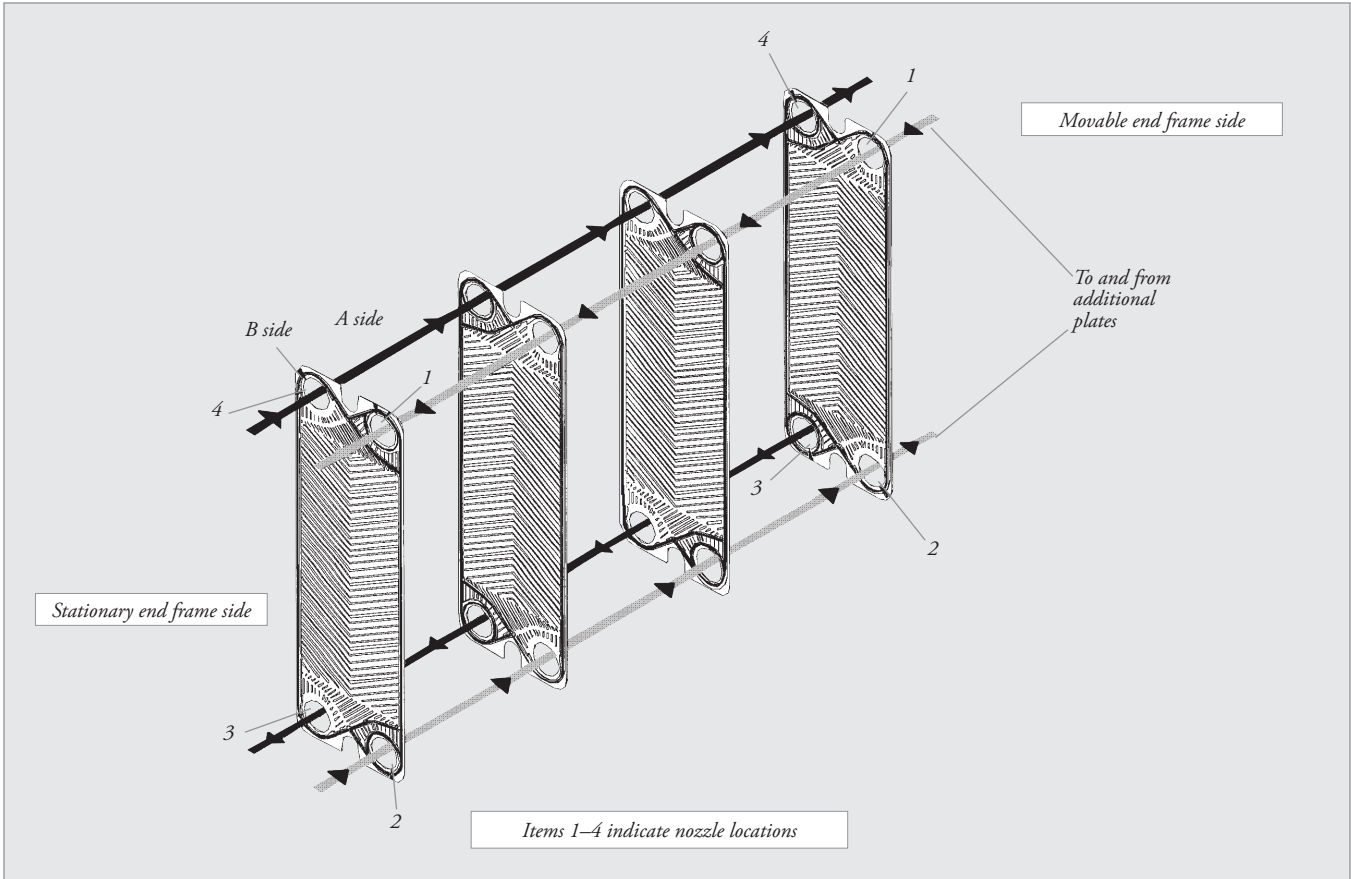 4
1
Movable end frame side
To and from
additional
plates
A side
B side
1
4
3
2
Stationary end frame side
3
2
Items 1–4 indicate nozzle locations